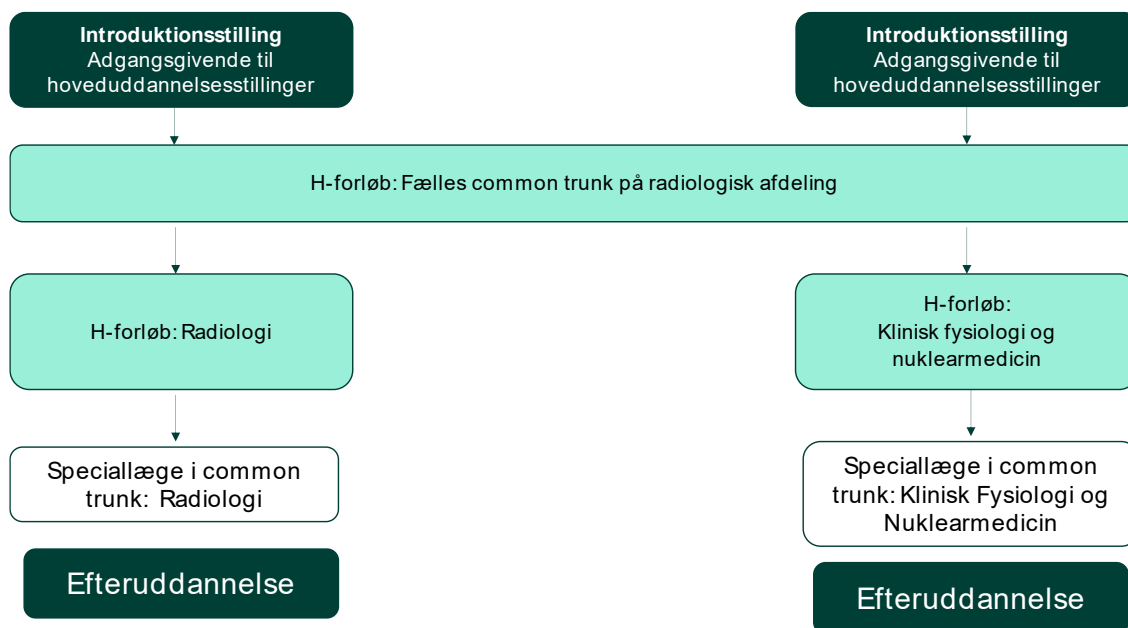 Introduktionsstilling
Adgangsgivende til
hoveduddannelsesstillinger
Introduktionsstilling
Adgangsgivende til
hoveduddannelsesstillinger
H-forløb: Fælles common trunk på radiologisk afdeling
H-forløb: Radiologi
H-forløb:
Klinisk fysiologi og
nuklearmedicin
Speciallæge i common
trunk: Radiologi
Speciallæge i common
trunk: Klinisk Fysiologi og
Nuklearmedicin
Efteruddannelse
Efteruddannelse